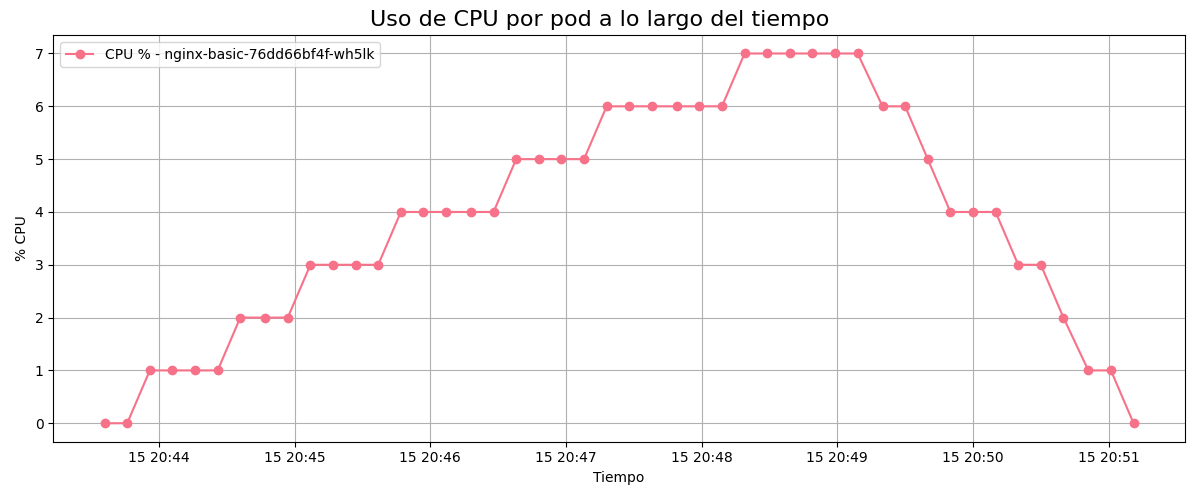 Uso de CPU por pod a lo largo del tiempo
CPU % - nginx-basic-76dd66bf4f-wh5lk
% CPU
7
6
5
4
3
2
1
0
15 20:44 15 20:45 15 20:46 15 20:47 15 20:48 15 20:49 15 20:50 15 20:51
Tiempo